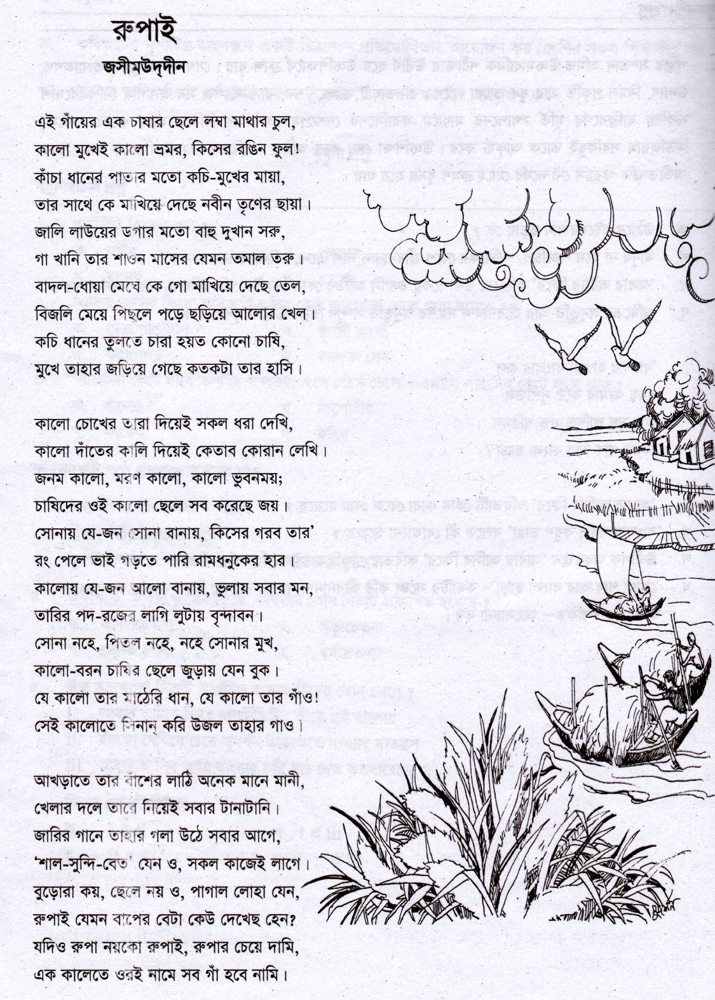 রুপাই
জসীমউদ্‌দীন
এই গাঁয়ের এক চাষার ছেলে লম্বা মাথার চুল,
কালো মুখেই কালো ভ্রমর, কিসের রঙিন ফুল!
কাঁচা ধানের পাতার মতো কচি-মুখের মায়া,
তার সাথে কে মাখিয়ে দেছে নবীন তৃণের ছায়া।
জালি লাউয়ের ডগার মতো বাহু দুখান সরু,
গা খানি তার শাওন মাসের যেমন তমাল তরু।
বাদল-ধোয়া মেঘে কে গো মাখিয়ে দেছে তেল,
বিজলি মেয়ে পিছলে পড়ে ছড়িয়ে আলোর খেল্‌।
কচি ধানের তুলতে চারা হয়ত কোনো চাষি,
মুখে তাহার জড়িয়ে গেছে কতকটা তার হাসি।
কালো চোখের তারা দিয়েই সকল ধরা দেখি,
কালো দাঁতের কালি দিয়েই কেতাব কোরান লেখি।
জনম কালো, মরণ কালো, কালো ভুবনময়;
চাষিদের ওই কালো ছেলে সব করেছে জয়।
সোনায় যে-জন সোনা বানায়, কিসের গরব তার'
রং পেলে ভাই গড়তে পারি রামধনুকের হার।
কালোয় যে-জন আলো বানায়, ভুলায় সবার মন,
তারির পদ-রজের লাগি লুটায় বৃন্দাবন।
সোনা নহে, পিতল নহে, নহে সোনার মুখ,
কালো-বরন চাষির ছেলে জুড়ায় যেন বুক।
যে কালো তার মাঠেরি ধান, যে কালো তার গাঁও!
সেই কালোতে সিনান্‌ করি উজল তাহার গাও।
আখড়াতে তার বাঁশের লাঠি অনেক মানে মানী,
খেলার দলে তারে নিয়েই সবার টানাটানি।
জারির গানে তাহার গলা উঠে সবার আগে,
‘শাল-সুন্দি-বেত’ যেন ও, সকল কাজেই লাগে।
বুড়োরা কয়, ছেলে নয় ও, পাগাল লোহা যেন,
রুপাই যেমন বাপের বেটা কেউ দেখেছ হেন?
যদিও রুপা নয়কো রুপাই, রুপার চেয়ে দামি,
এক কালেতে ওরই নামে সব গাঁ হবে নামি।